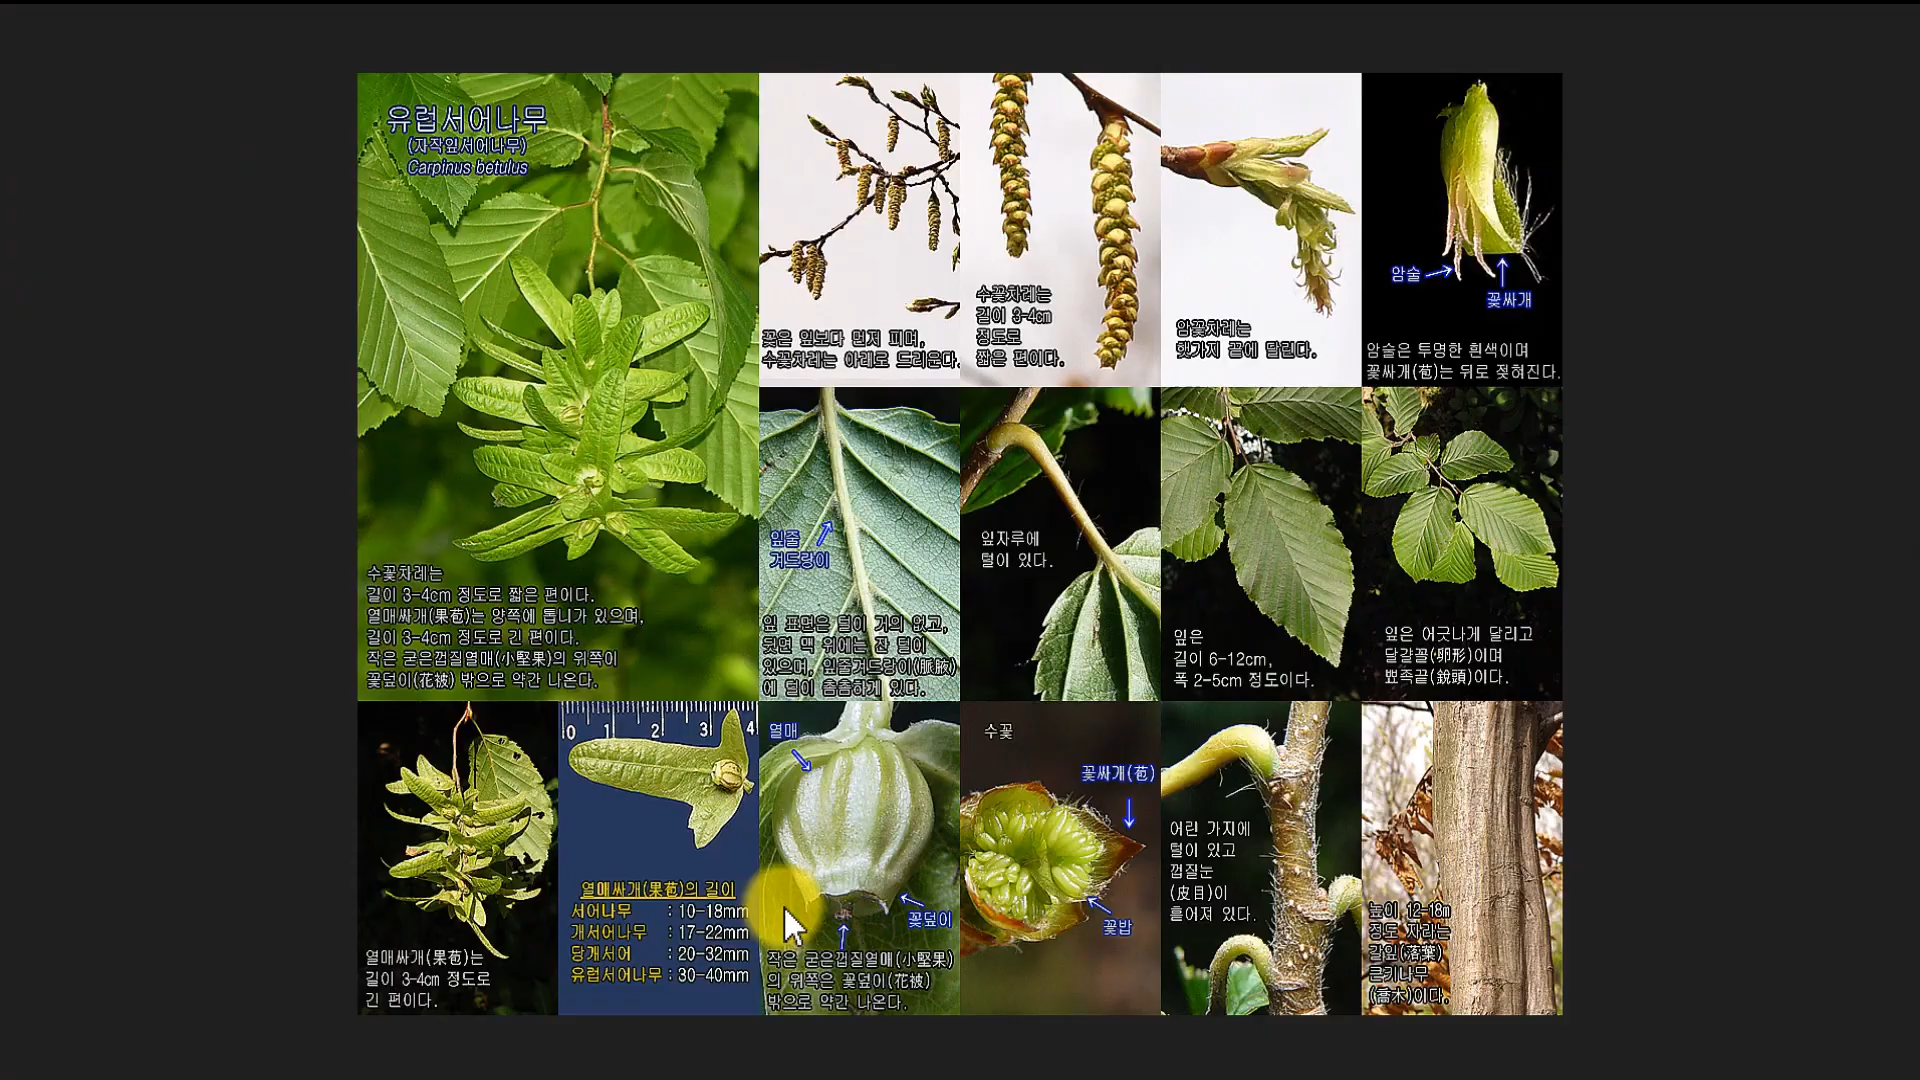 유럽서어나무
(자작잎서어나무)
Carpinus betulus
수꽃차례는
길이 3-4cm 정도로 짧은 편이다.
열매싸개(果苞)는 양쪽에 톱니가 있으며,
길이 3-4cm 정도로 긴 편이다.
작은 굳은껍질열매(小堅果)의 위쪽이
꽃덮이(花被) 밖으로 약간 나온다.
꽃은 잎보다 먼저 피며,
수꽃차례는 아래로 드리운다.
수꽃차례는
길이 3-4cm
정도로
짧은 편이다.
암꽃차례는
햇가지 끝에 달린다.
암술
꽃싸개
암술은 투명한 흰색이며
꽃싸개(苞)는 뒤로 젖혀진다.
잎줄
겨드랑이
잎 표면은 털이 거의 없고,
뒷면 맥 위에는 잔 털이
있으며, 잎줄겨드랑이(脈腋)
에 털이 촘촘하게 있다.
잎자루에
털이 있다.
잎은
길이 6-12cm,
폭 2-5cm 정도이다.
잎은 어긋나게 달리고
달걀꼴(卵形)이며
뾰족끝(銳頭)이다.
열매싸개(果苞)는
길이 3-4cm 정도로
긴 편이다.
0 1 2 3 4
열매싸개(果苞)의 길이
서어나무 : 10-18mm
개서어나무 : 17-22mm
당개서어 : 20-32mm
유럽서어나무 : 30-40mm
열매
꽃덮이
작은 굳은껍질열매(小堅果)
의 위쪽은 꽃덮이(花被)
밖으로 약간 나온다.
수꽃
꽃싸개(苞)
꽃밥
어린 가지에
털이 있고
껍질눈
(皮目)이
흩어져 있다.
높이 12-18m
정도 자라는
갈잎(落葉)
큰키나무
(喬木)이다.